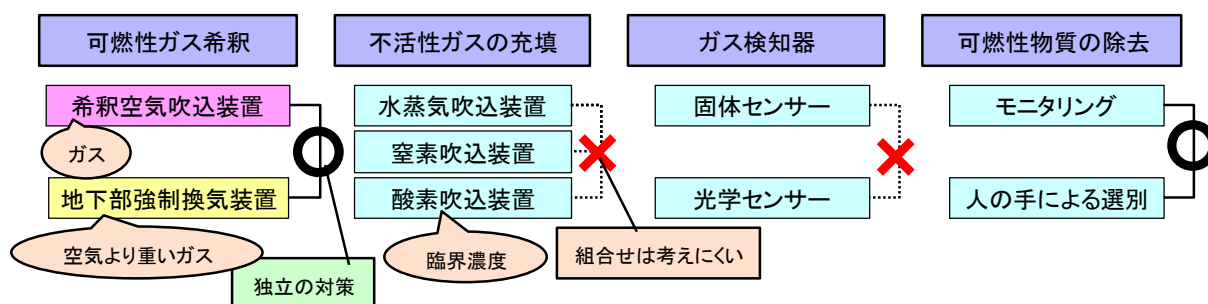 可燃性ガス希釈
不活性ガスの充填
ガス検知器
可燃性物質の除去
希釈空気吹込装置
水蒸気吹込装置
固体センサー
モニタリング
ガス
窒素吹込装置
地下部強制換気装置
酸素吹込装置
光学センサー
人の手による選別
空気より重いガス
臨界濃度
組合せは考えにくい
独立の対策